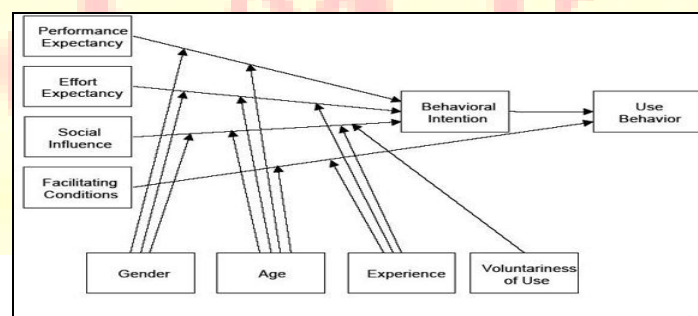 Performance
Expectancy
Effort
Expectancy
Social
Influence
Facilitating
Conditions
Behavioral
Intention
Use
Behavior
Gender
Age
Experience
Voluntariness
of Use